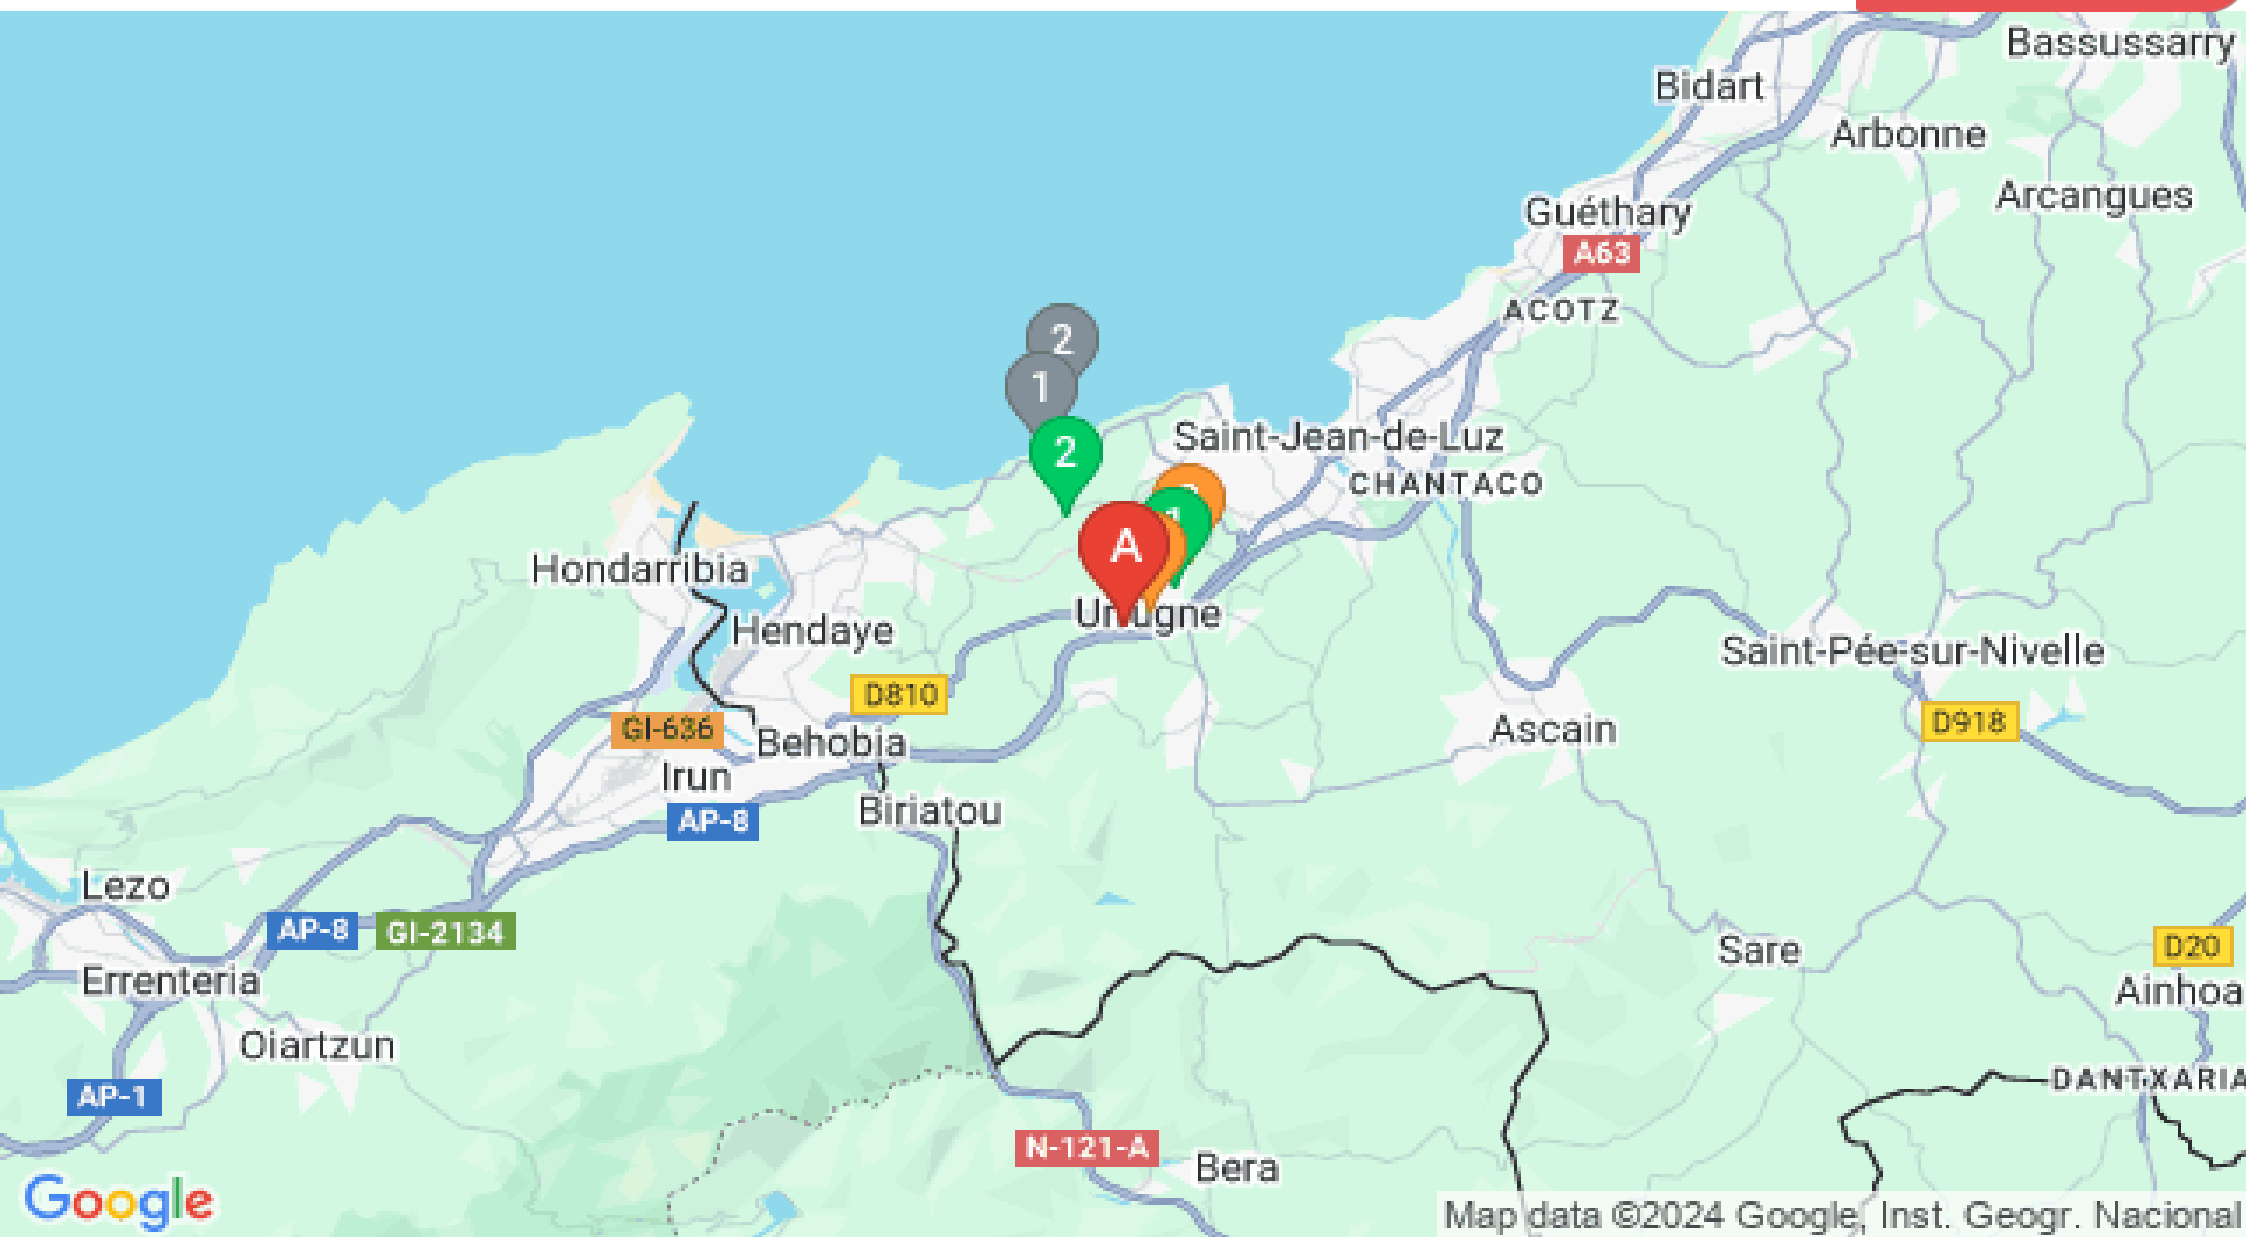 Bassussarry
Bidart
Arbonne
Arcangues
Guéthary
A63
ACOTZ
2
1
2
Saint-Jean-de-Luz
CHANTACO
1
A
Hondarribia
Hendaye
Saint-Pée-sur-Nivelle
D810
GI-636
Behobia
Ascain
D918
Irun
Biriatou
AP-8
Lezo
AP-8
GI-2134
Sare
D20
Errenteria
Ainhoa
Oiartzun
DANTXARIA
AP-1
N-121-A
Bera
Google
Map data ©2024 Google, Inst. Geogr. Nacional